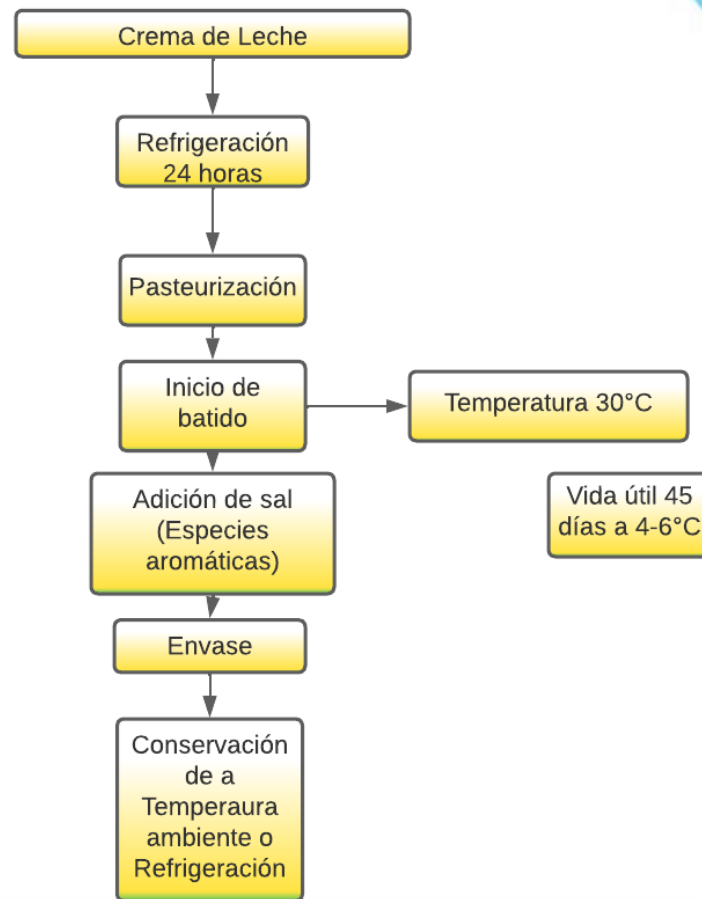 Crema de Leche
Refrigeración
24 horas
Pasteurización
Inicio de
batido
Temperatura 30°C
Adición de sal
(Especies
aromáticas)
Vida útil 45
días a 4-6°C
Envase
Conservación
de a
Temperaura
ambiente o
Refrigeración